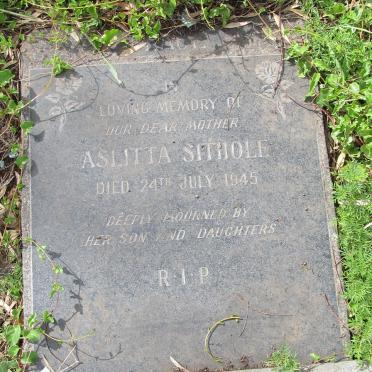 IN
LOVING MEMORY OF
OUR DEAR MOTHER
ASLITTA SITHOLE
DIED 24TH JULY 1945
DEEPLY MOURNED BY
HER SON AND DAUGHTERS
R I P